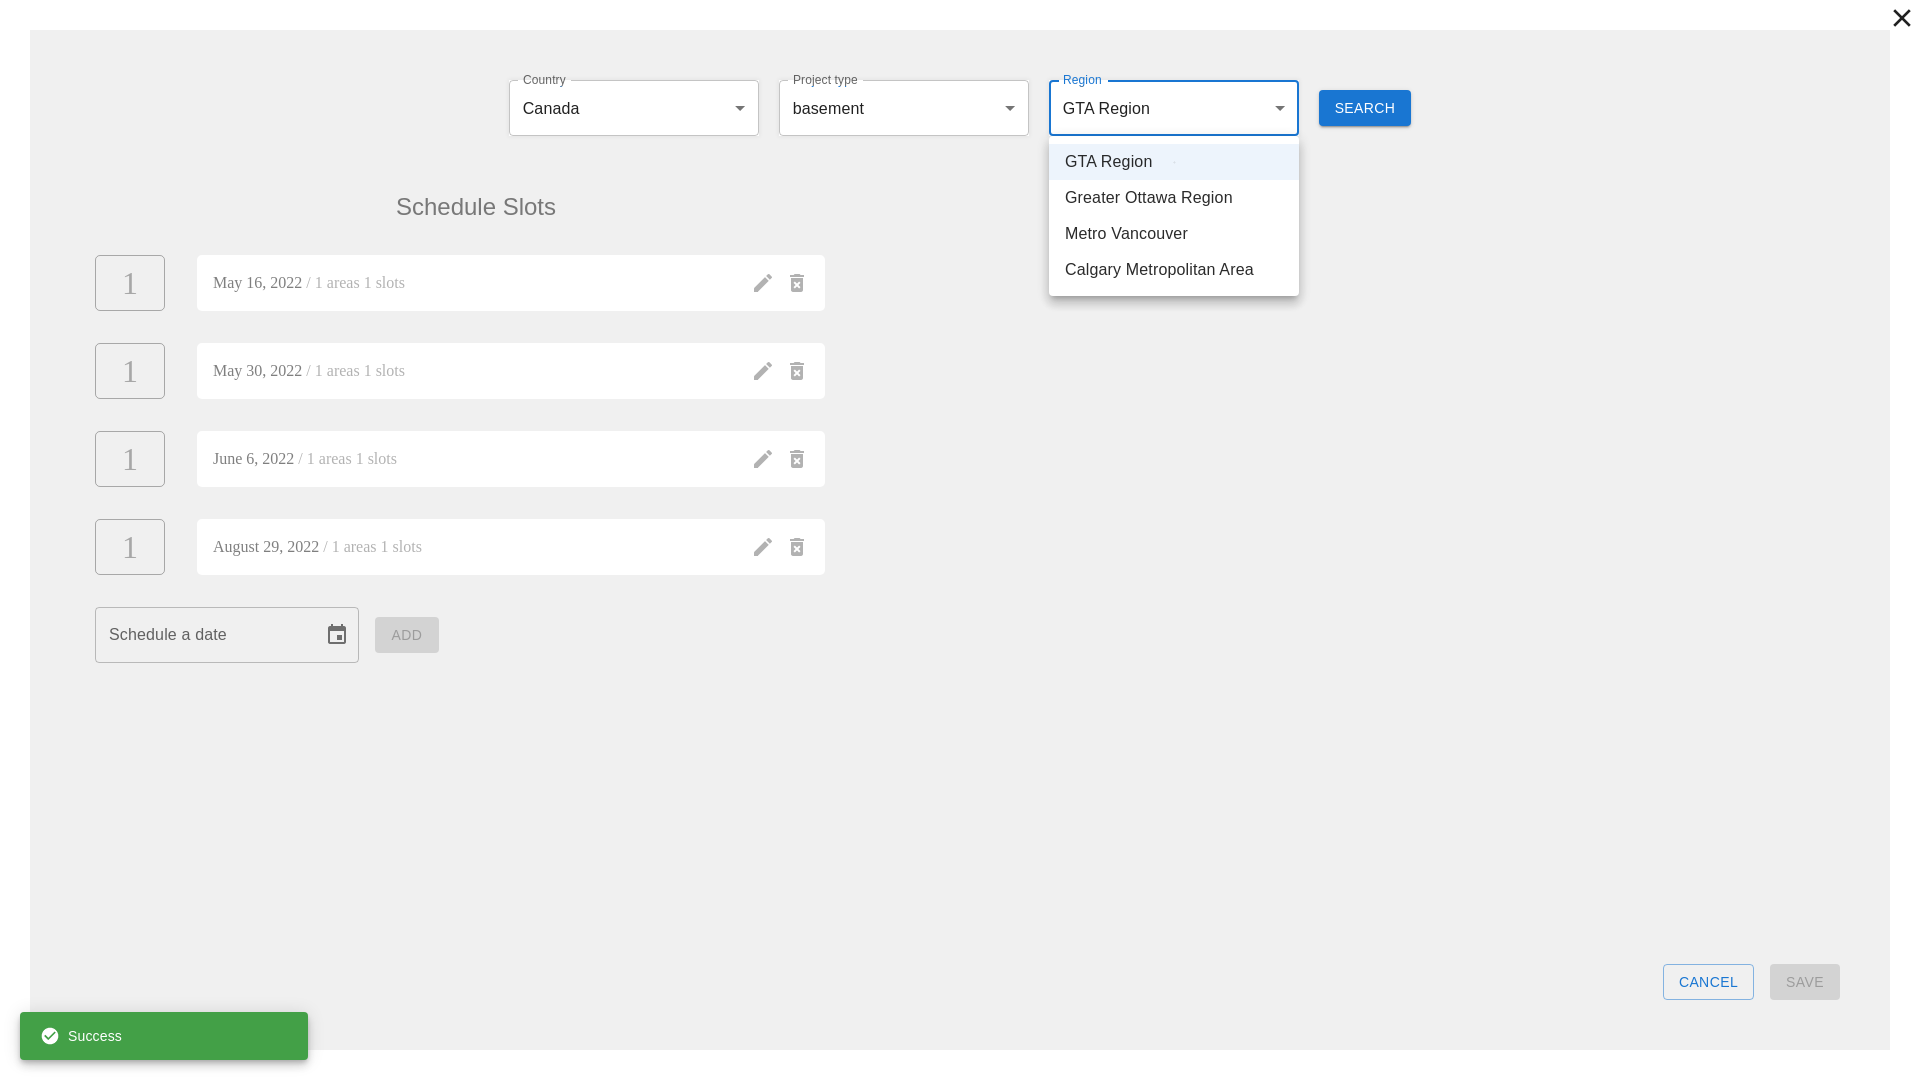 Country
Canada
Project type
basement
Region
GTA Region
SEARCH
GTA Region
Greater Ottawa Region
Metro Vancouver
Calgary Metropolitan Area
Schedule Slots
1
May 16, 2022 / 1 areas 1 slots
1
May 30, 2022 / 1 areas 1 slots
1
June 6, 2022 / 1 areas 1 slots
1
August 29, 2022 / 1 areas 1 slots
Schedule a date
ADD
CANCEL
SAVE
Success